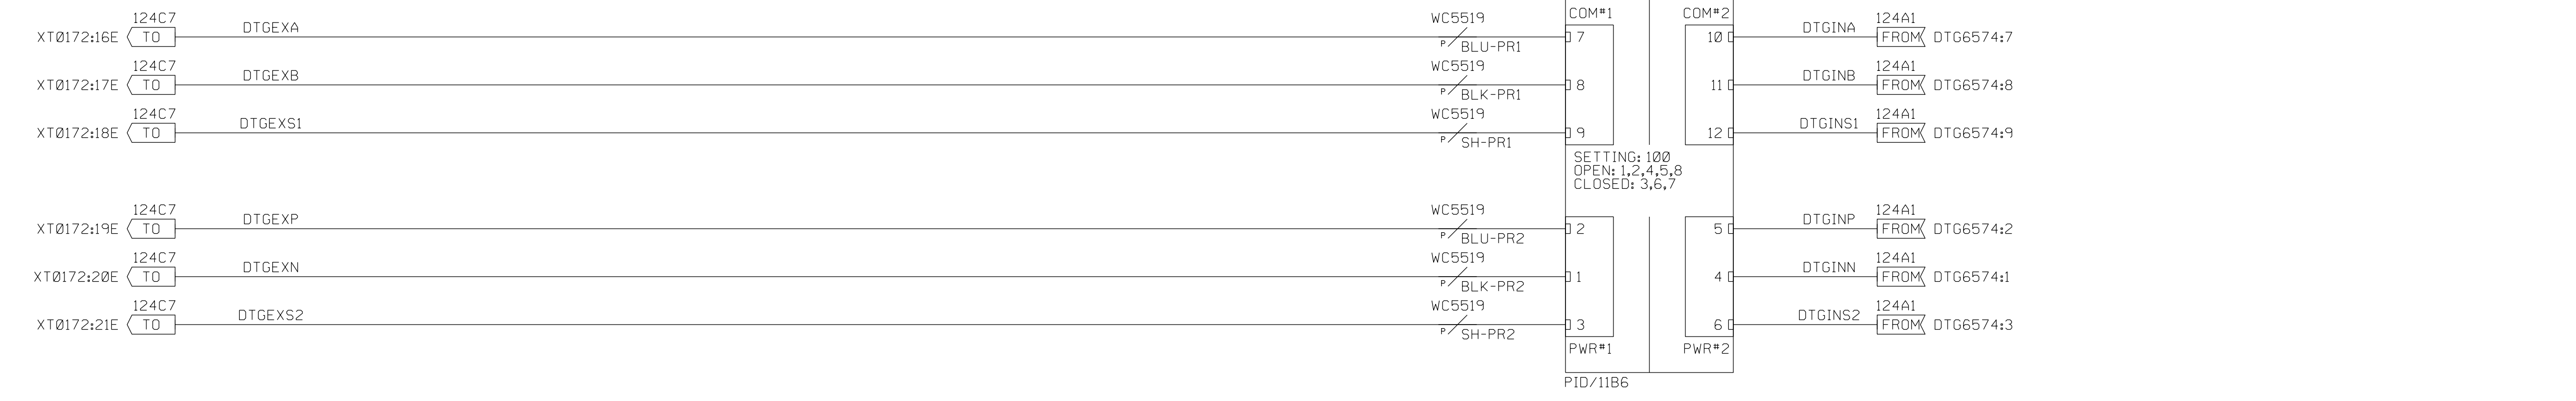 124C7 WC5519 COM#1 COM#2 124A1
XT0172:16E TO DTGEXA P BLU-PR1 7 10 DTGINA FROM DTG6574:7
124C7 WC5519 124A1
XT0172:17E TO DTGEXB P BLK-PR1 8 11 DTGINB FROM DTG6574:8
124C7 WC5519 124A1
XT0172:18E TO DTGEXS1 P SH-PR1 9 12 DTGINS1 FROM DTG6574:9
SETTING: 100
OPEN: 1,2,4,5,8
CLOSED: 3,6,7
124C7 WC5519 124A1
XT0172:19E TO DTGEXP P BLU-PR2 2 5 DTGINP FROM DTG6574:2
124C7 WC5519 124A1
XT0172:20E TO DTGEXN P BLK-PR2 1 4 DTGINN FROM DTG6574:1
124C7 WC5519 124A1
XT0172:21E TO DTGEXS2 P SH-PR2 3 6 DTGINS2 FROM DTG6574:3
PWR#1 PWR#2
PID/11B6